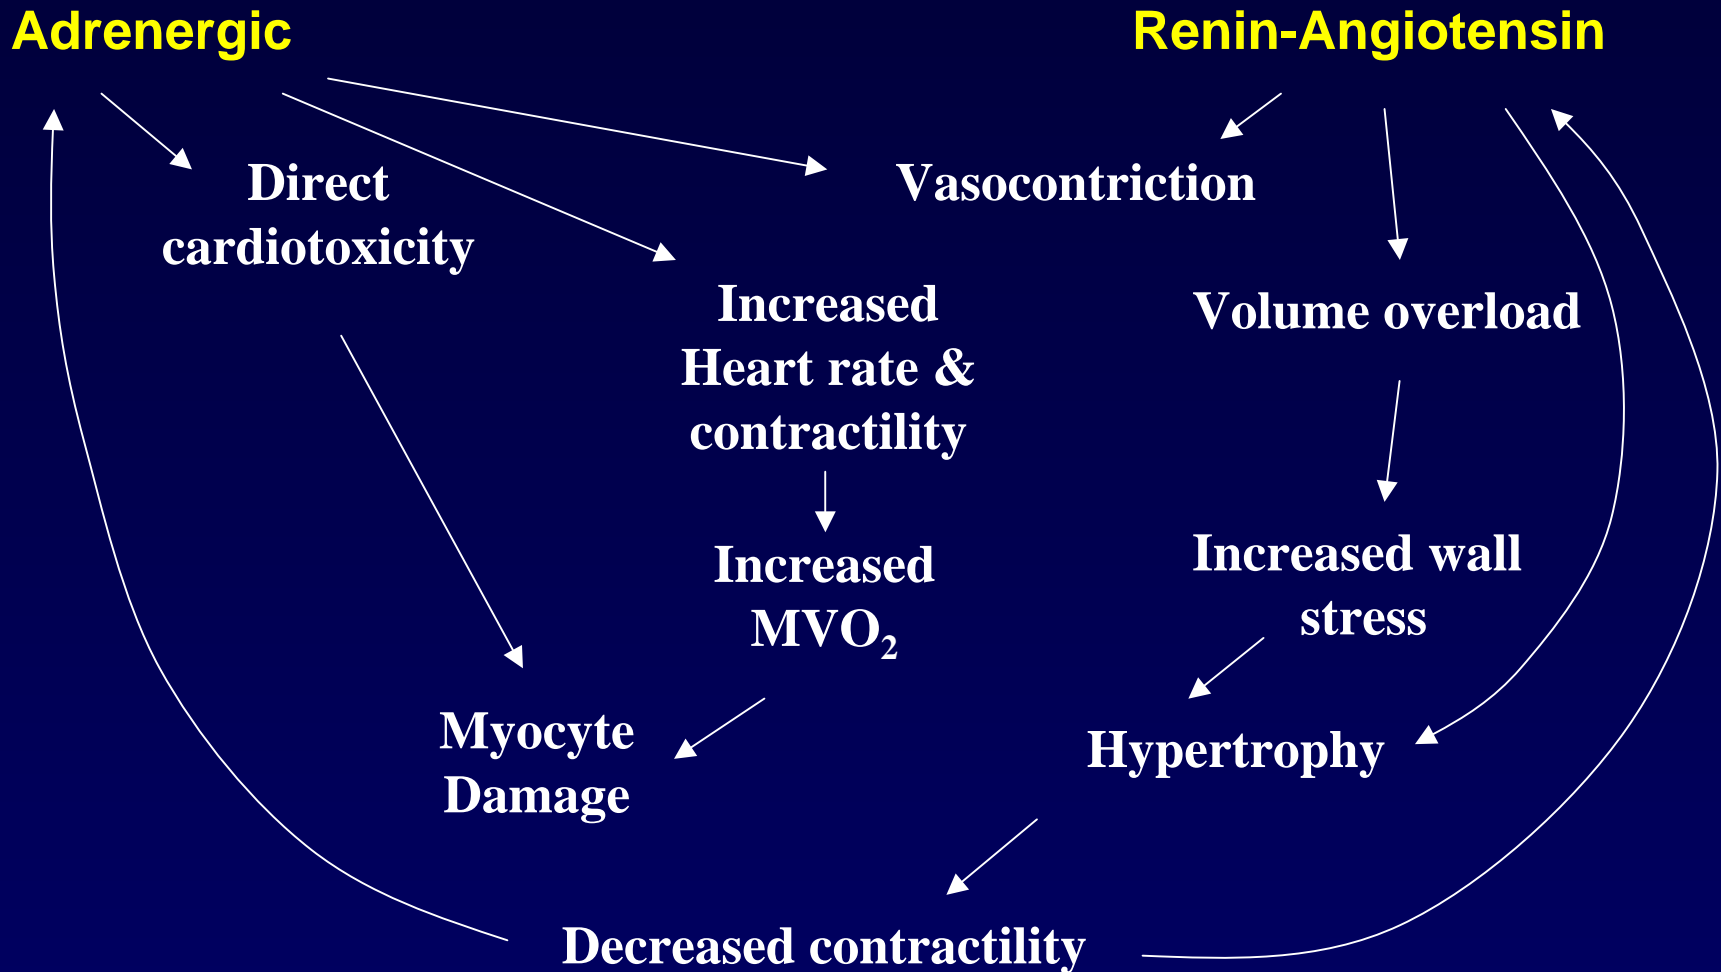 Adrenergic
Renin-Angiotensin
Direct
cardiotoxicity
Vasocontriction
Increased
Heart rate &
contractility
Volume overload
Increased
MVO₂
Increased wall
stress
Myocyte
Damage
Hypertrophy
Decreased contractility